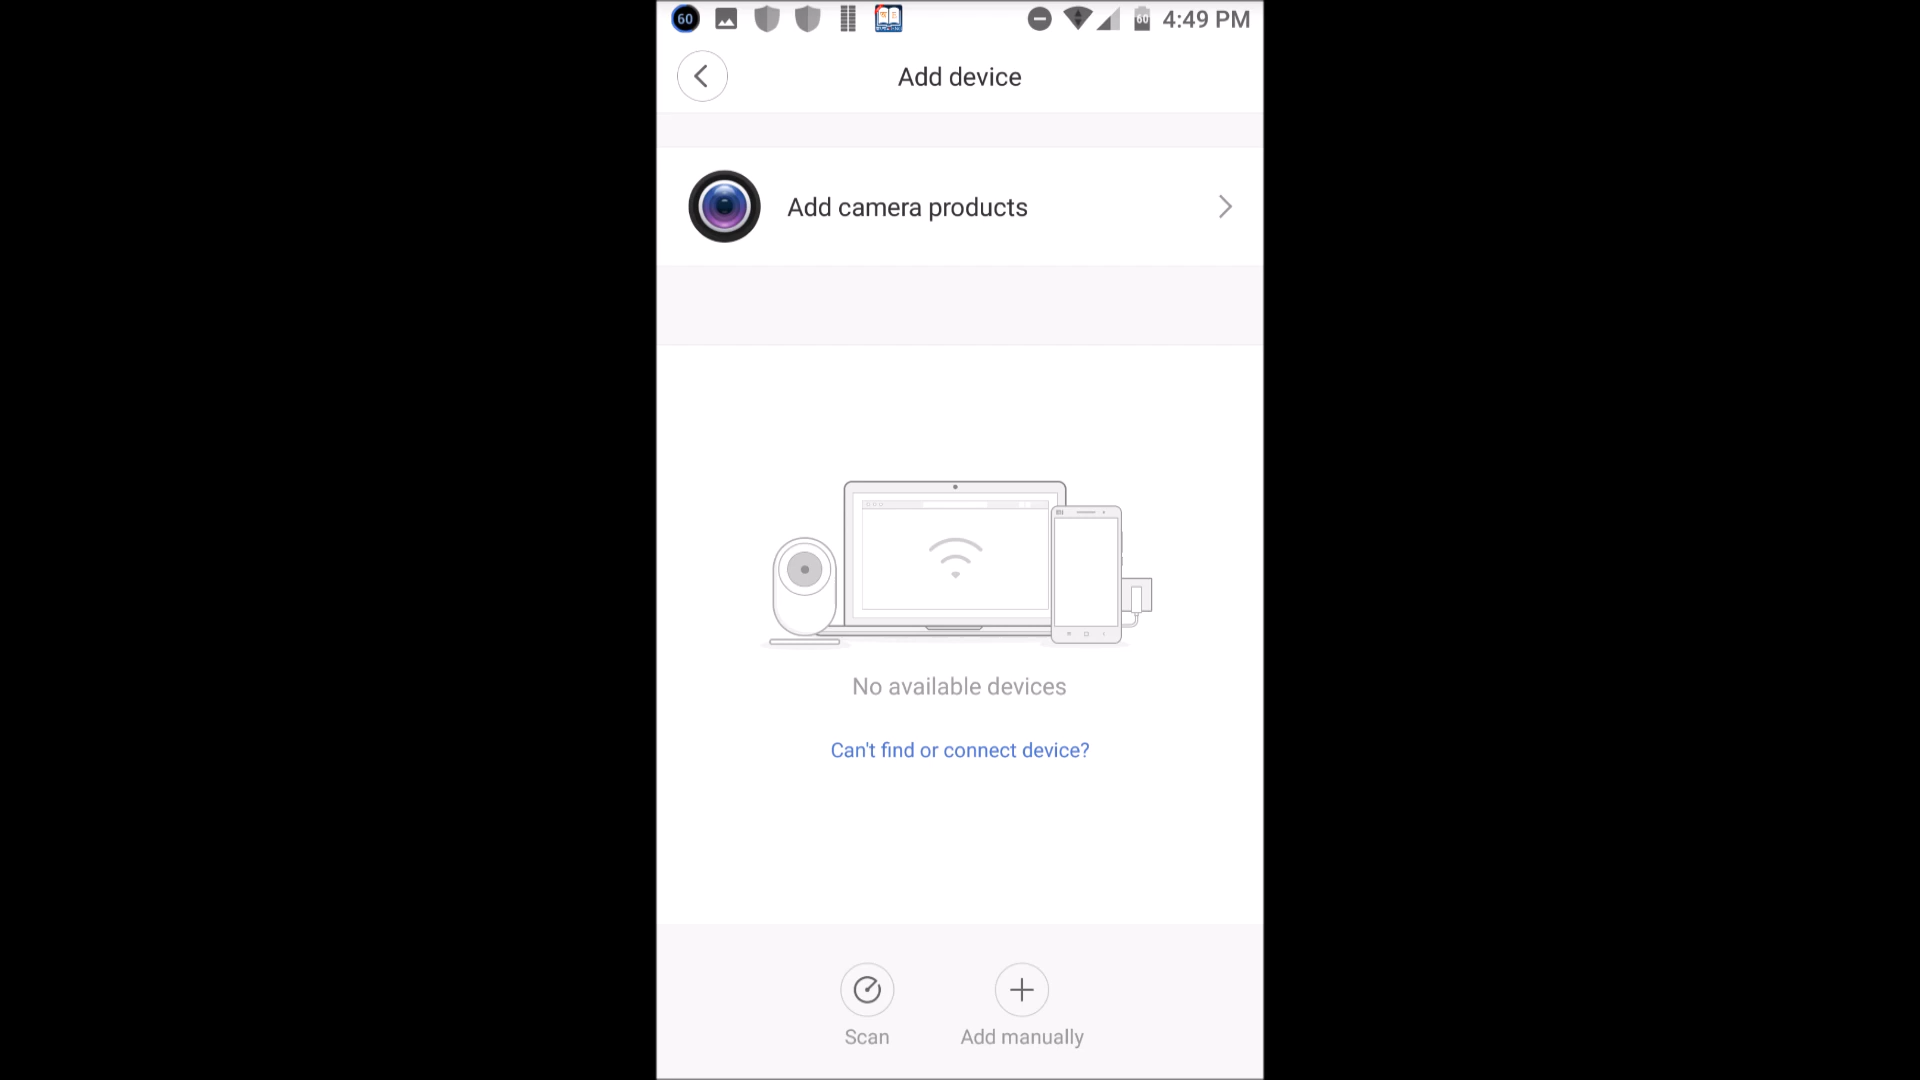 60
60
4:49 PM
Add device
Add camera products
No available devices
Can't find or connect device?
Scan
Add manually